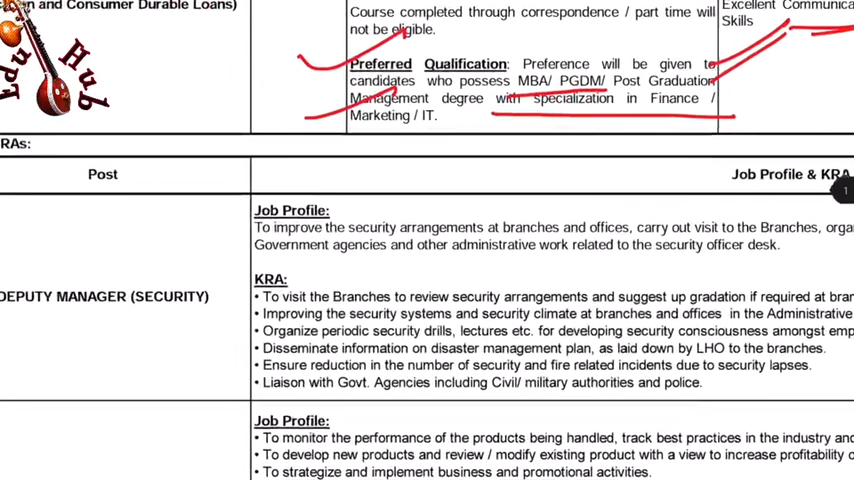 on and Consumer Durable Loans)
Course completed through correspondence / part time will
not be eligible.
Excellent Communica
Skills
Edu Hub
Preferred Qualification: Preference will be given to
candidates who possess MBA/ PGDM/ Post Graduation
Management degree with specialization in Finance /
Marketing / IT.
RAs:
Post
Job Profile & KRA
1
Job Profile:
To improve the security arrangements at branches and offices, carry out visit to the Branches, orga
Government agencies and other administrative work related to the security officer desk.
DEPUTY MANAGER (SECURITY)
KRA:
• To visit the Branches to review security arrangements and suggest up gradation if required at bran
• Improving the security systems and security climate at branches and offices in the Administrative
• Organize periodic security drills, lectures etc. for developing security consciousness amongst emp
• Disseminate information on disaster management plan, as laid down by LHO to the branches.
• Ensure reduction in the number of security and fire related incidents due to security lapses.
• Liaison with Govt. Agencies including Civil/ military authorities and police.
Job Profile:
• To monitor the performance of the products being handled, track best practices in the industry and
• To develop new products and review / modify existing product with a view to increase profitability o
• To strategize and implement business and promotional activities.